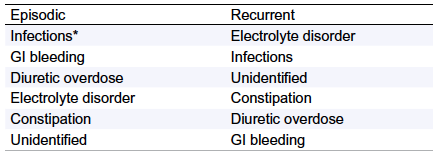 Episodic Recurrent
Infections* Electrolyte disorder
GI bleeding Infections
Diuretic overdose Unidentified
Electrolyte disorder Constipation
Constipation Diuretic overdose
Unidentified GI bleeding